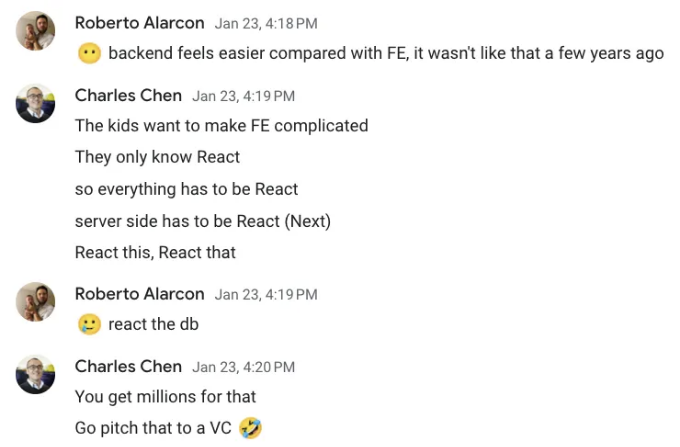 Roberto Alarcon Jan 23, 4:18 PM
😶 backend feels easier compared with FE, it wasn't like that a few years ago
Charles Chen Jan 23, 4:19 PM
The kids want to make FE complicated
They only know React
so everything has to be React
server side has to be React (Next)
React this, React that
Roberto Alarcon Jan 23, 4:19 PM
🥲 react the db
Charles Chen Jan 23, 4:20 PM
You get millions for that
Go pitch that to a VC 🤣